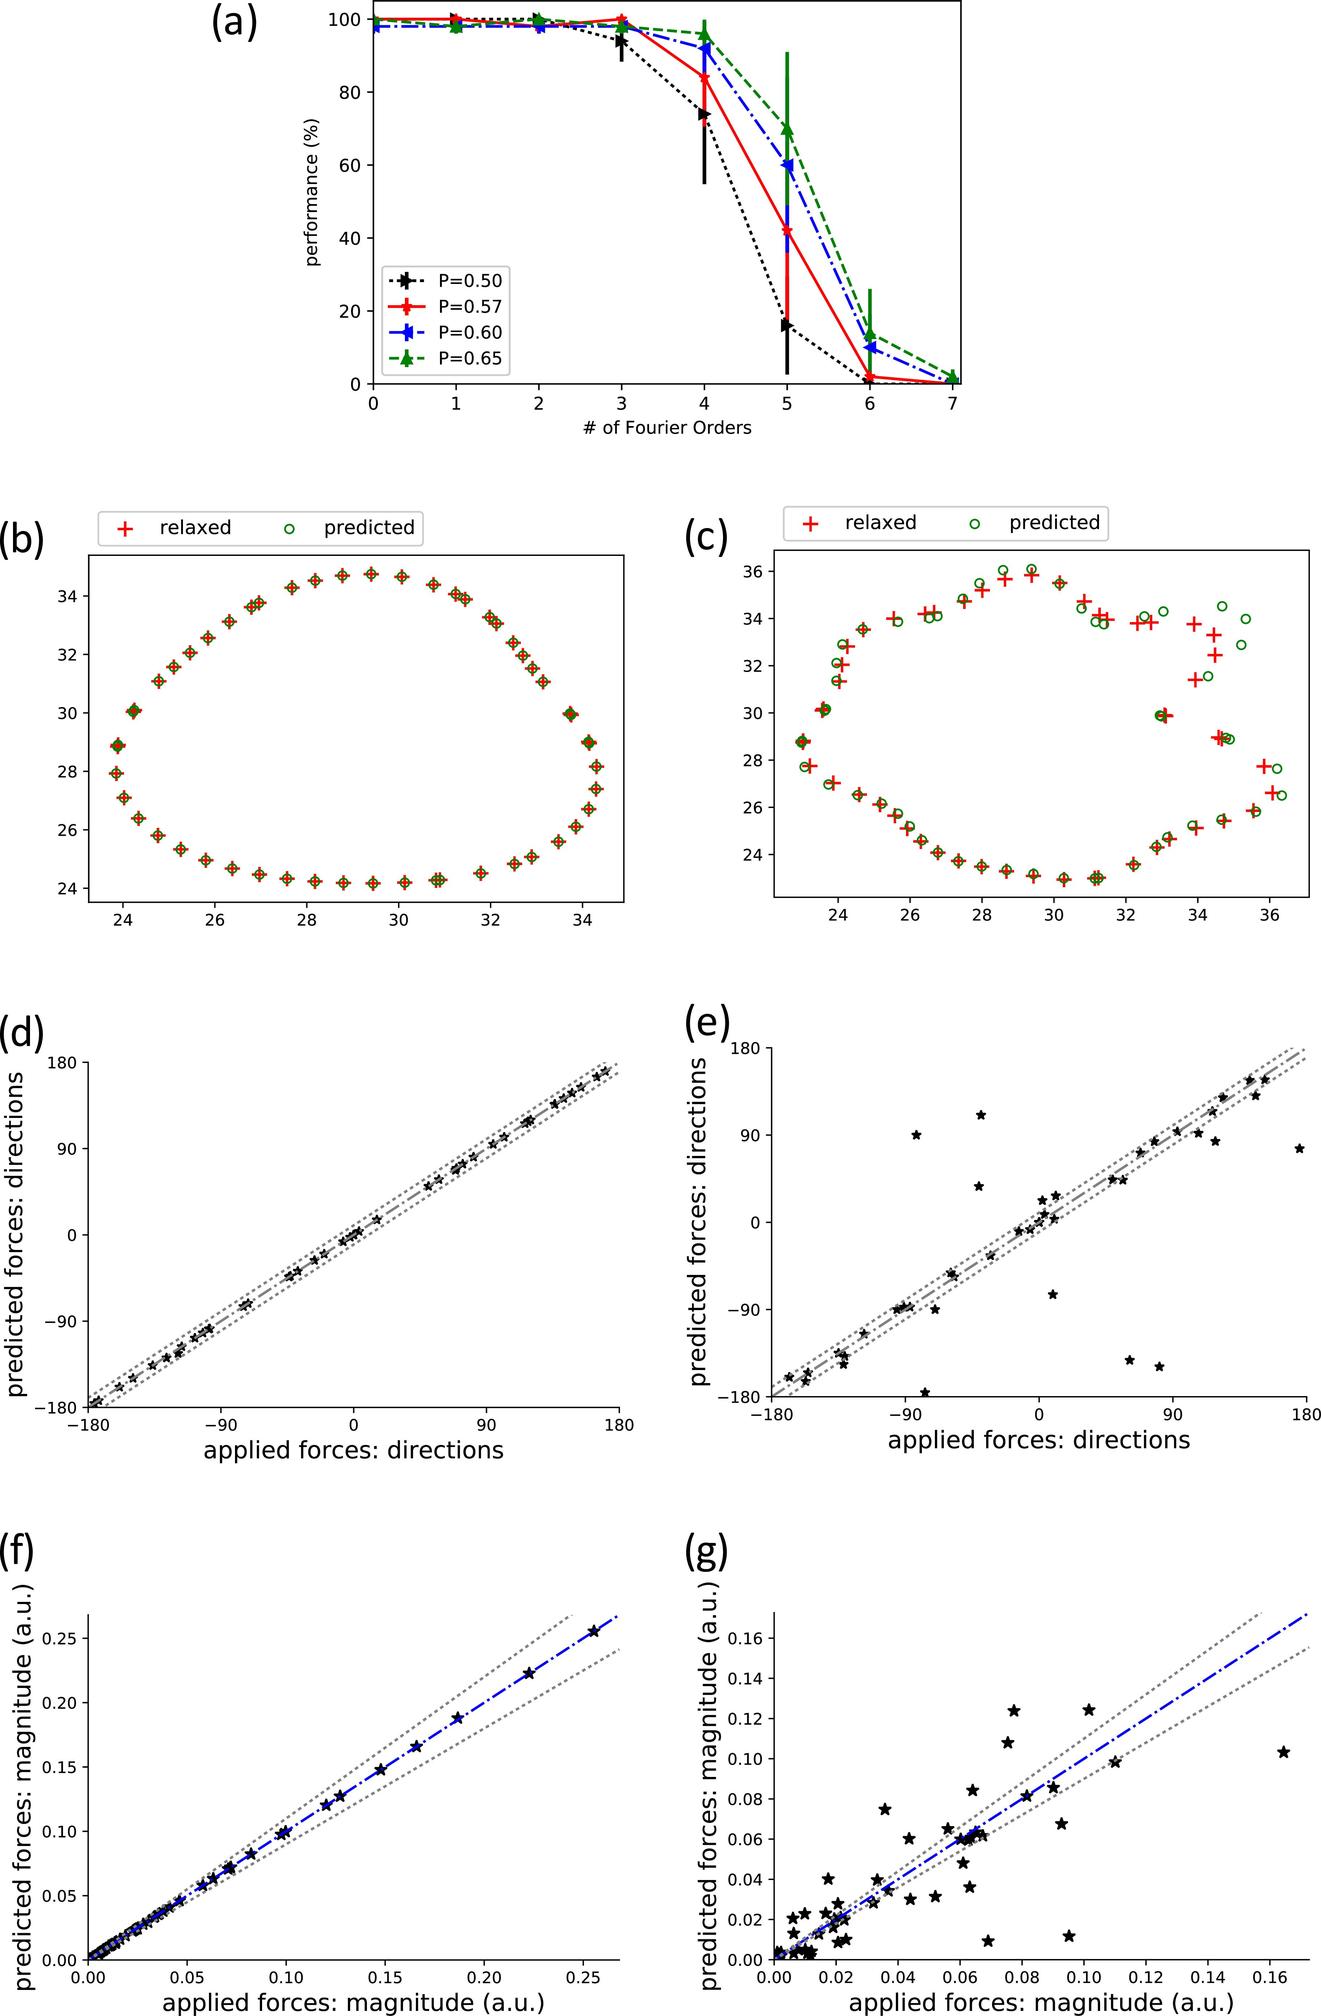 (a)
performance (%)
100
80
60
40
20
0
P=0.50
P=0.57
P=0.60
P=0.65
0 1 2 3 4 5 6 7
# of Fourier Orders
(b)
relaxed predicted
34
32
30
28
26
24
24 26 28 30 32 34
(c)
relaxed predicted
36
34
32
30
28
26
24
24 26 28 30 32 34 36
(d)
predicted forces: directions
180
90
0
−90
−180
−180 −90 0 90 180
applied forces: directions
(e)
predicted forces: directions
180
90
0
−90
−180
−180 −90 0 90 180
applied forces: directions
(f)
predicted forces: magnitude (a.u.)
0.25
0.20
0.15
0.10
0.05
0.00
0.00 0.05 0.10 0.15 0.20 0.25
applied forces: magnitude (a.u.)
(g)
predicted forces: magnitude (a.u.)
0.16
0.14
0.12
0.10
0.08
0.06
0.04
0.02
0.00
0.00 0.02 0.04 0.06 0.08 0.10 0.12 0.14 0.16
applied forces: magnitude (a.u.)